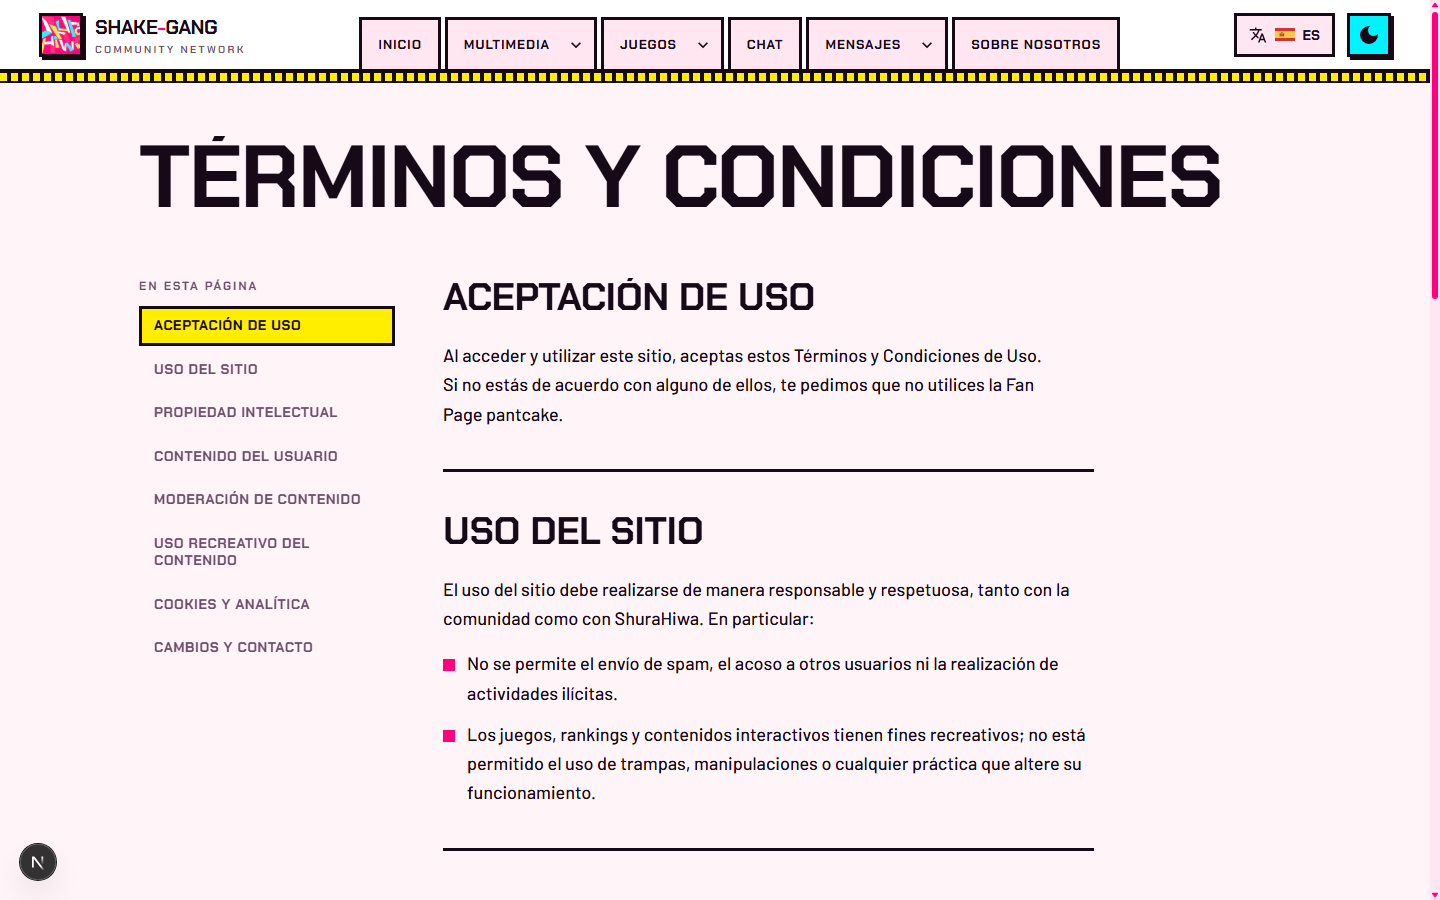 SHAKE-GANG
COMMUNITY NETWORK
INICIO
MULTIMEDIA
JUEGOS
CHAT
MENSAJES
SOBRE NOSOTROS
ES
TÉRMINOS Y CONDICIONES
EN ESTA PÁGINA
ACEPTACIÓN DE USO
USO DEL SITIO
PROPIEDAD INTELECTUAL
CONTENIDO DEL USUARIO
MODERACIÓN DE CONTENIDO
USO RECREATIVO DEL
CONTENIDO
COOKIES Y ANALÍTICA
CAMBIOS Y CONTACTO
ACEPTACIÓN DE USO
Al acceder y utilizar este sitio, aceptas estos Términos y Condiciones de Uso.
Si no estás de acuerdo con alguno de ellos, te pedimos que no utilices la Fan
Page pantcake.
USO DEL SITIO
El uso del sitio debe realizarse de manera responsable y respetuosa, tanto con la
comunidad como con ShuraHiwa. En particular:
No se permite el envío de spam, el acoso a otros usuarios ni la realización de
actividades ilícitas.
Los juegos, rankings y contenidos interactivos tienen fines recreativos; no está
permitido el uso de trampas, manipulaciones o cualquier práctica que altere su
funcionamiento.
N